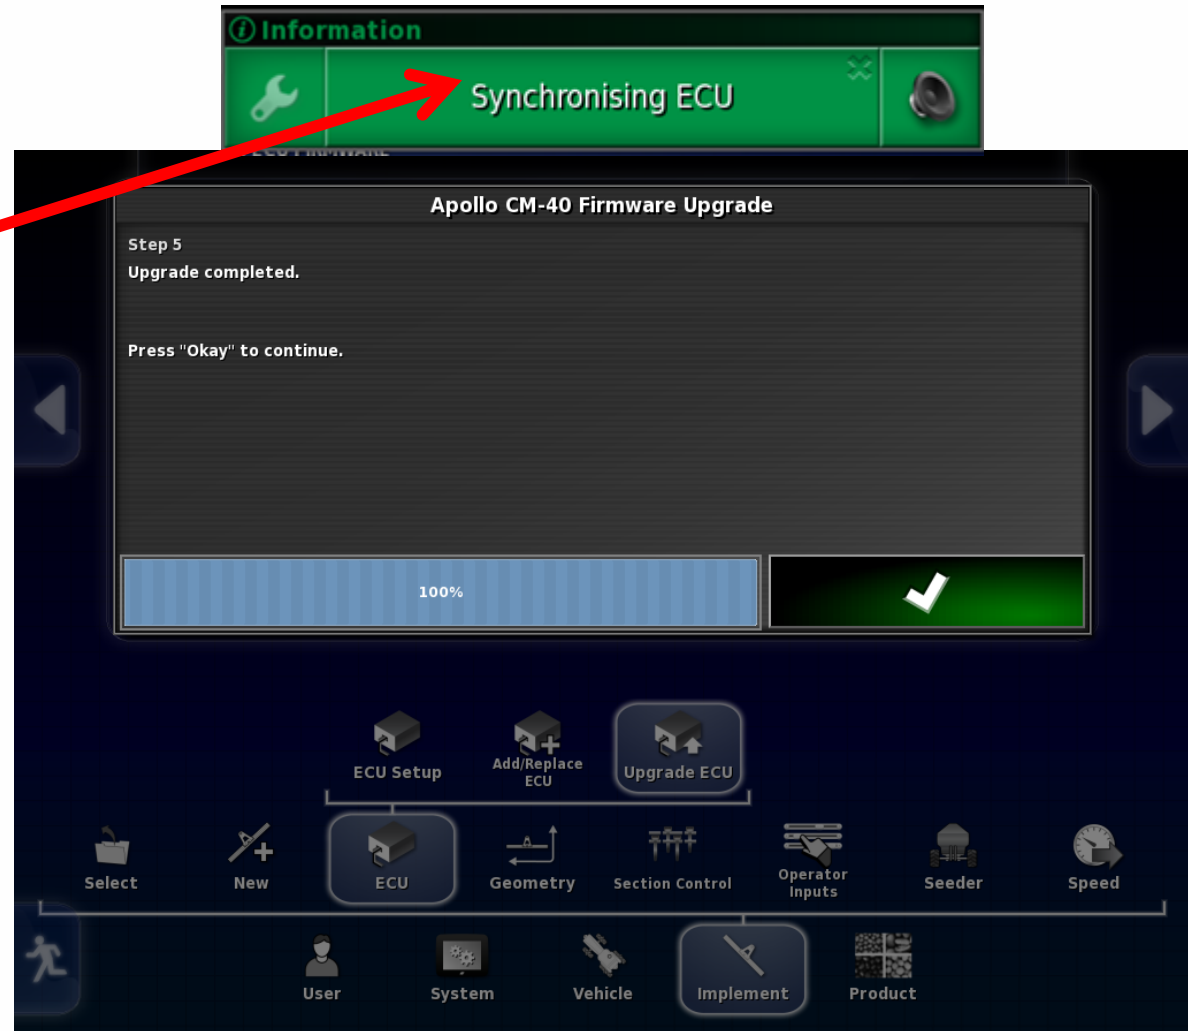 Information
Synchronising ECU
ECU FIRMWARE
Apollo CM-40 Firmware Upgrade
Step 5
Upgrade completed.
Press "Okay" to continue.
100%
ECU Setup
Add/Replace
ECU
Upgrade ECU
Select
New
ECU
Geometry
Section Control
Operator
Inputs
Seeder
Speed
User
System
Vehicle
Implement
Product